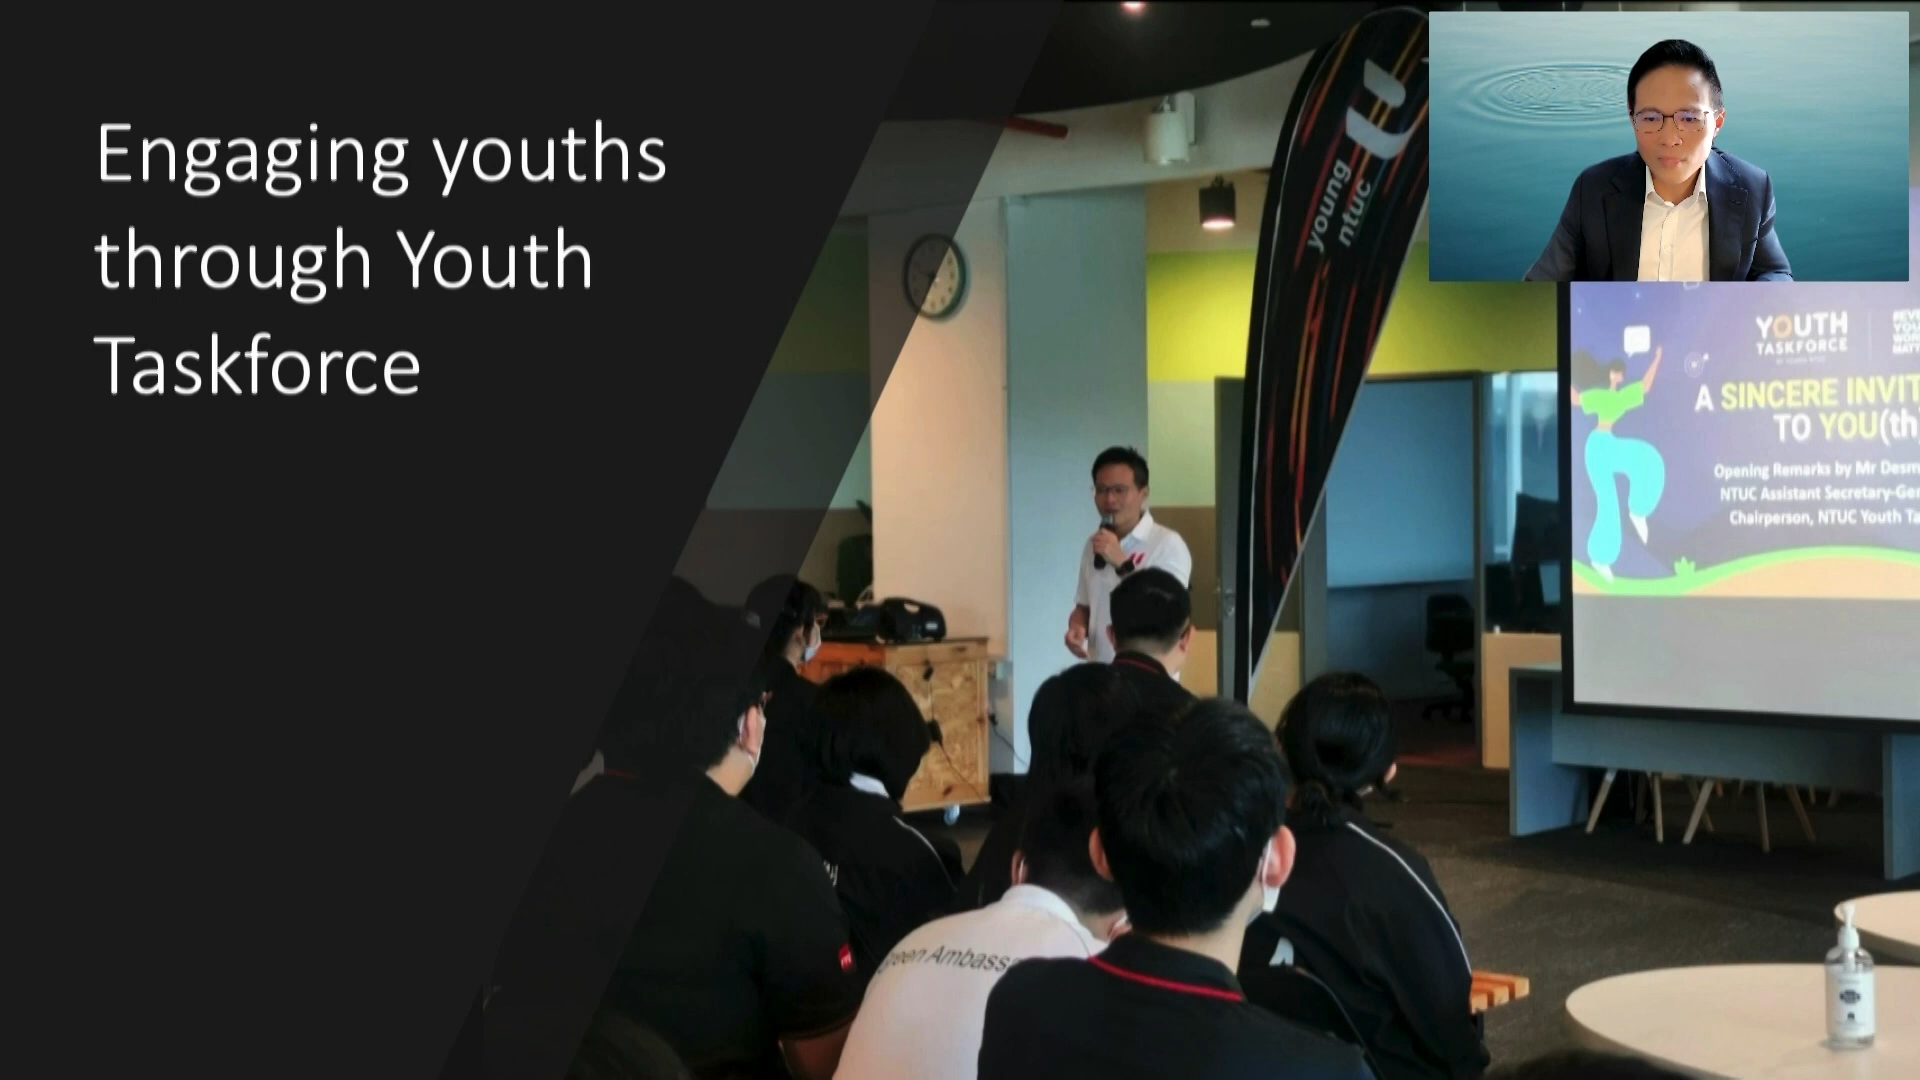 Engaging youths
through Youth
Taskforce
young
ntuc
YOUTH
TASKFORCE
A SINCERE INVIT
TO YOU(th)
Opening Remarks by Mr Desm
NTUC Assistant Secretary-Ge
Chairperson, NTUC Youth Ta
Ambass